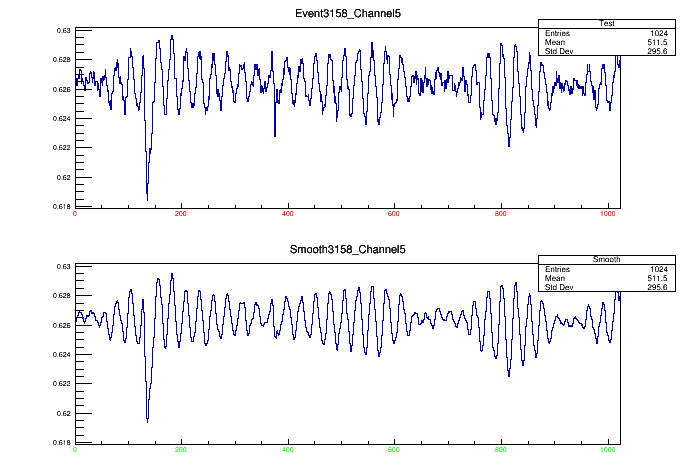 Event3158_Channel5
Test
Entries 1024
Mean 511.5
Std Dev 295.6
0.63
0.628
0.626
0.624
0.622
0.62
0.618
0 200 400 600 800 1000
Smooth3158_Channel5
Smooth
Entries 1024
Mean 511.5
Std Dev 295.6
0.63
0.628
0.626
0.624
0.622
0.62
0.618
0 200 400 600 800 1000